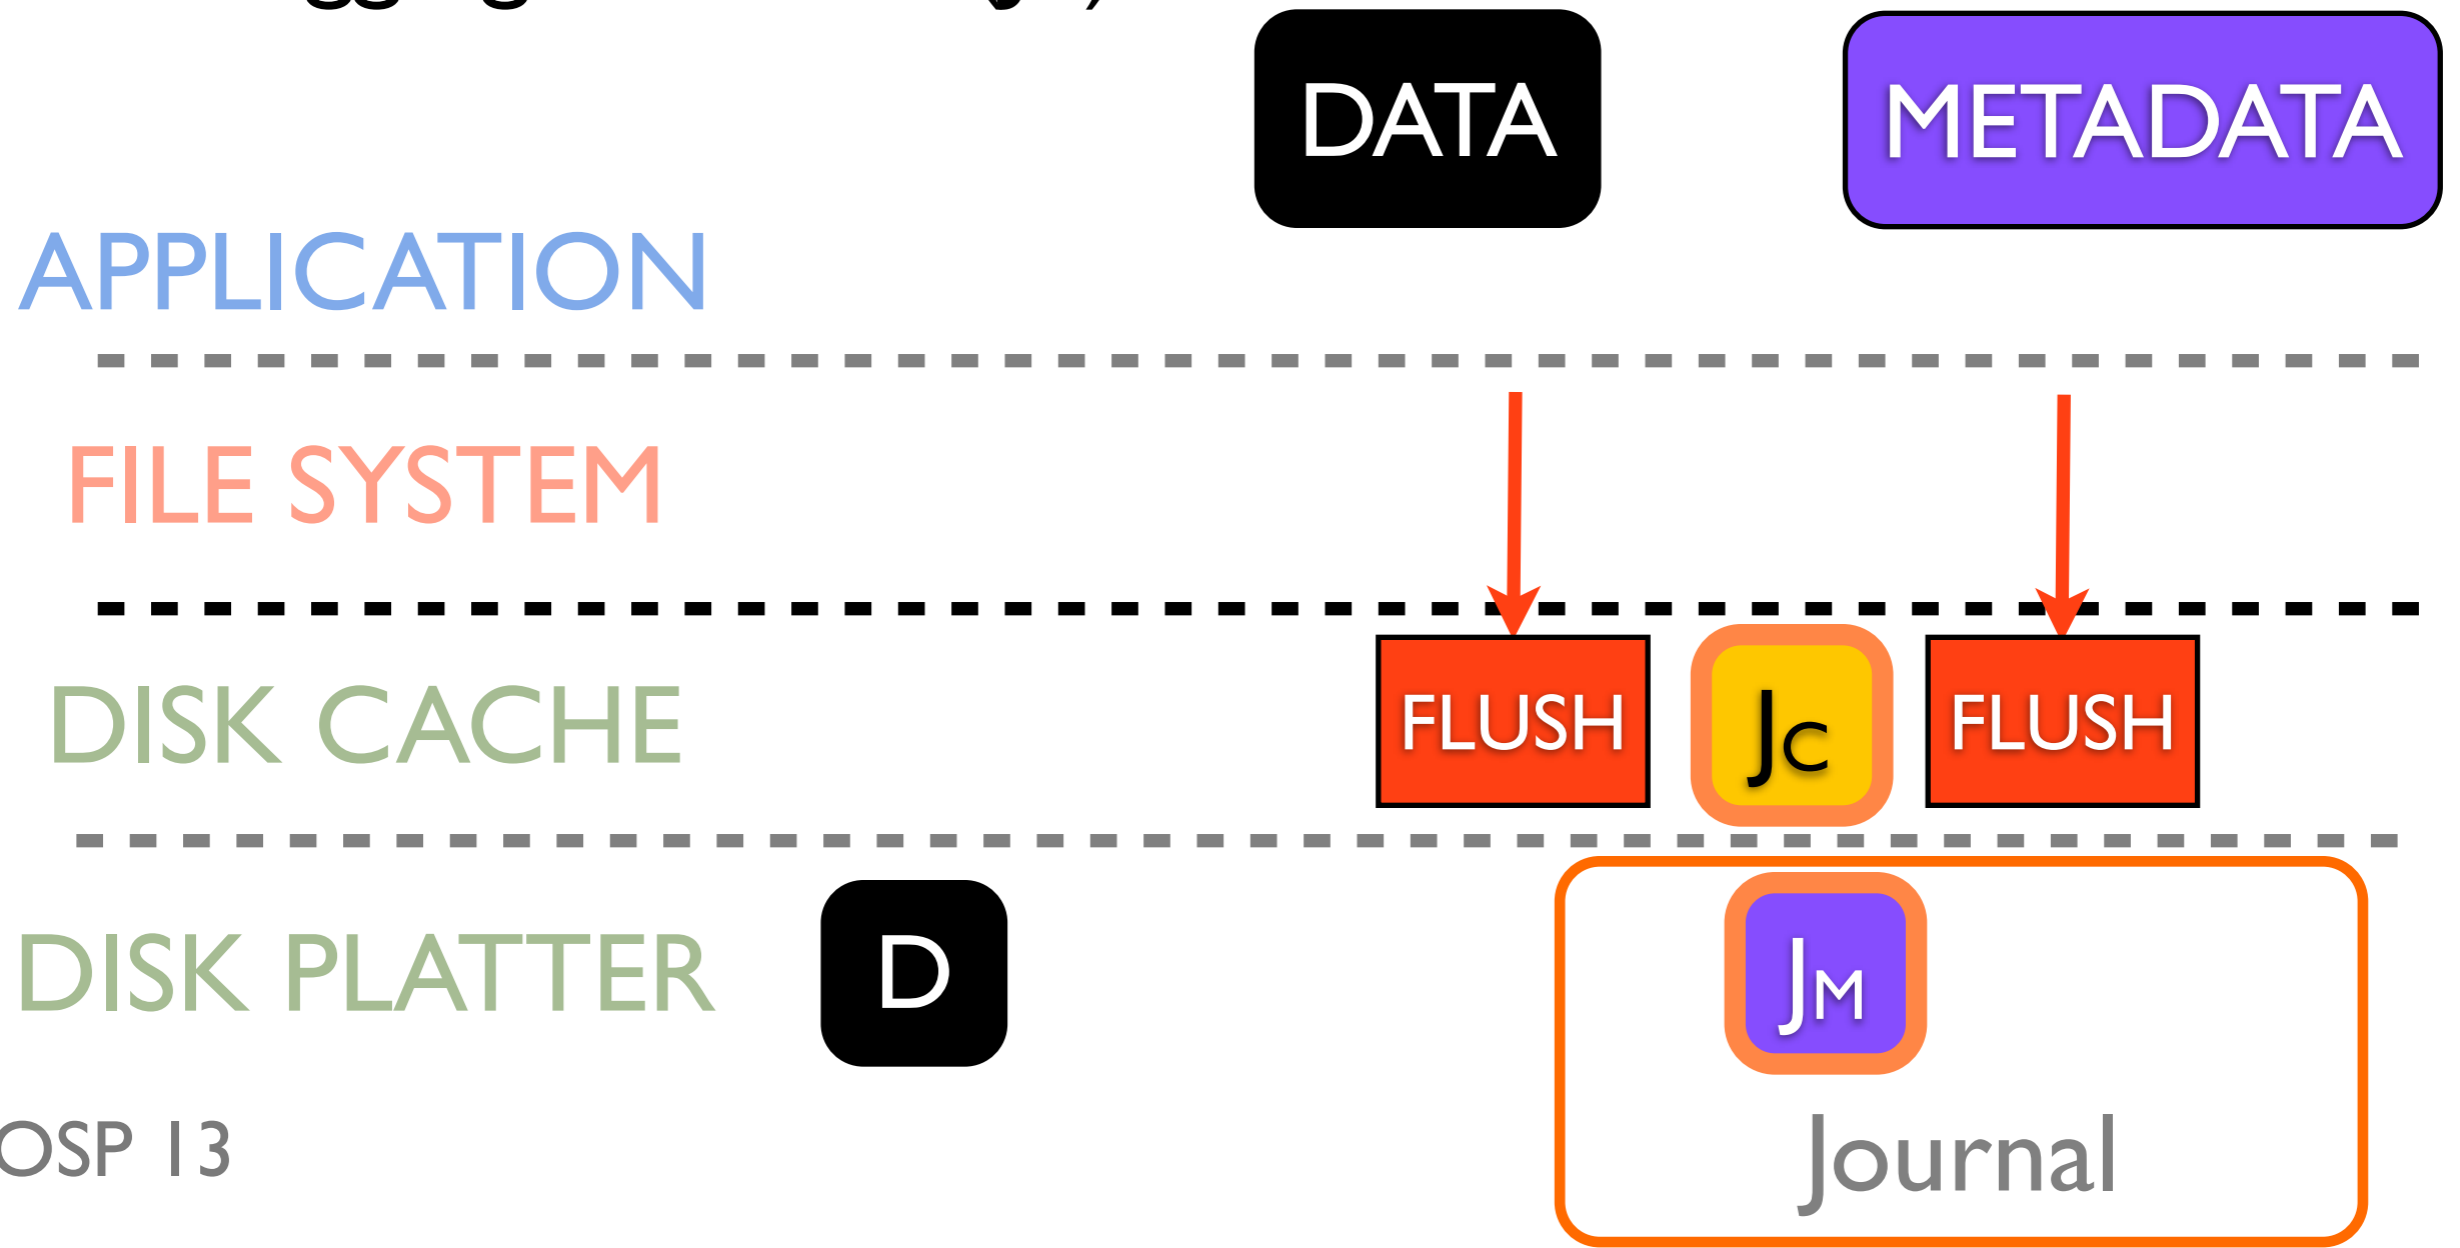 DATA METADATA
APPLICATION
FILE SYSTEM
DISK CACHE FLUSH JC FLUSH
DISK PLATTER D JM
OSP 13 Journal